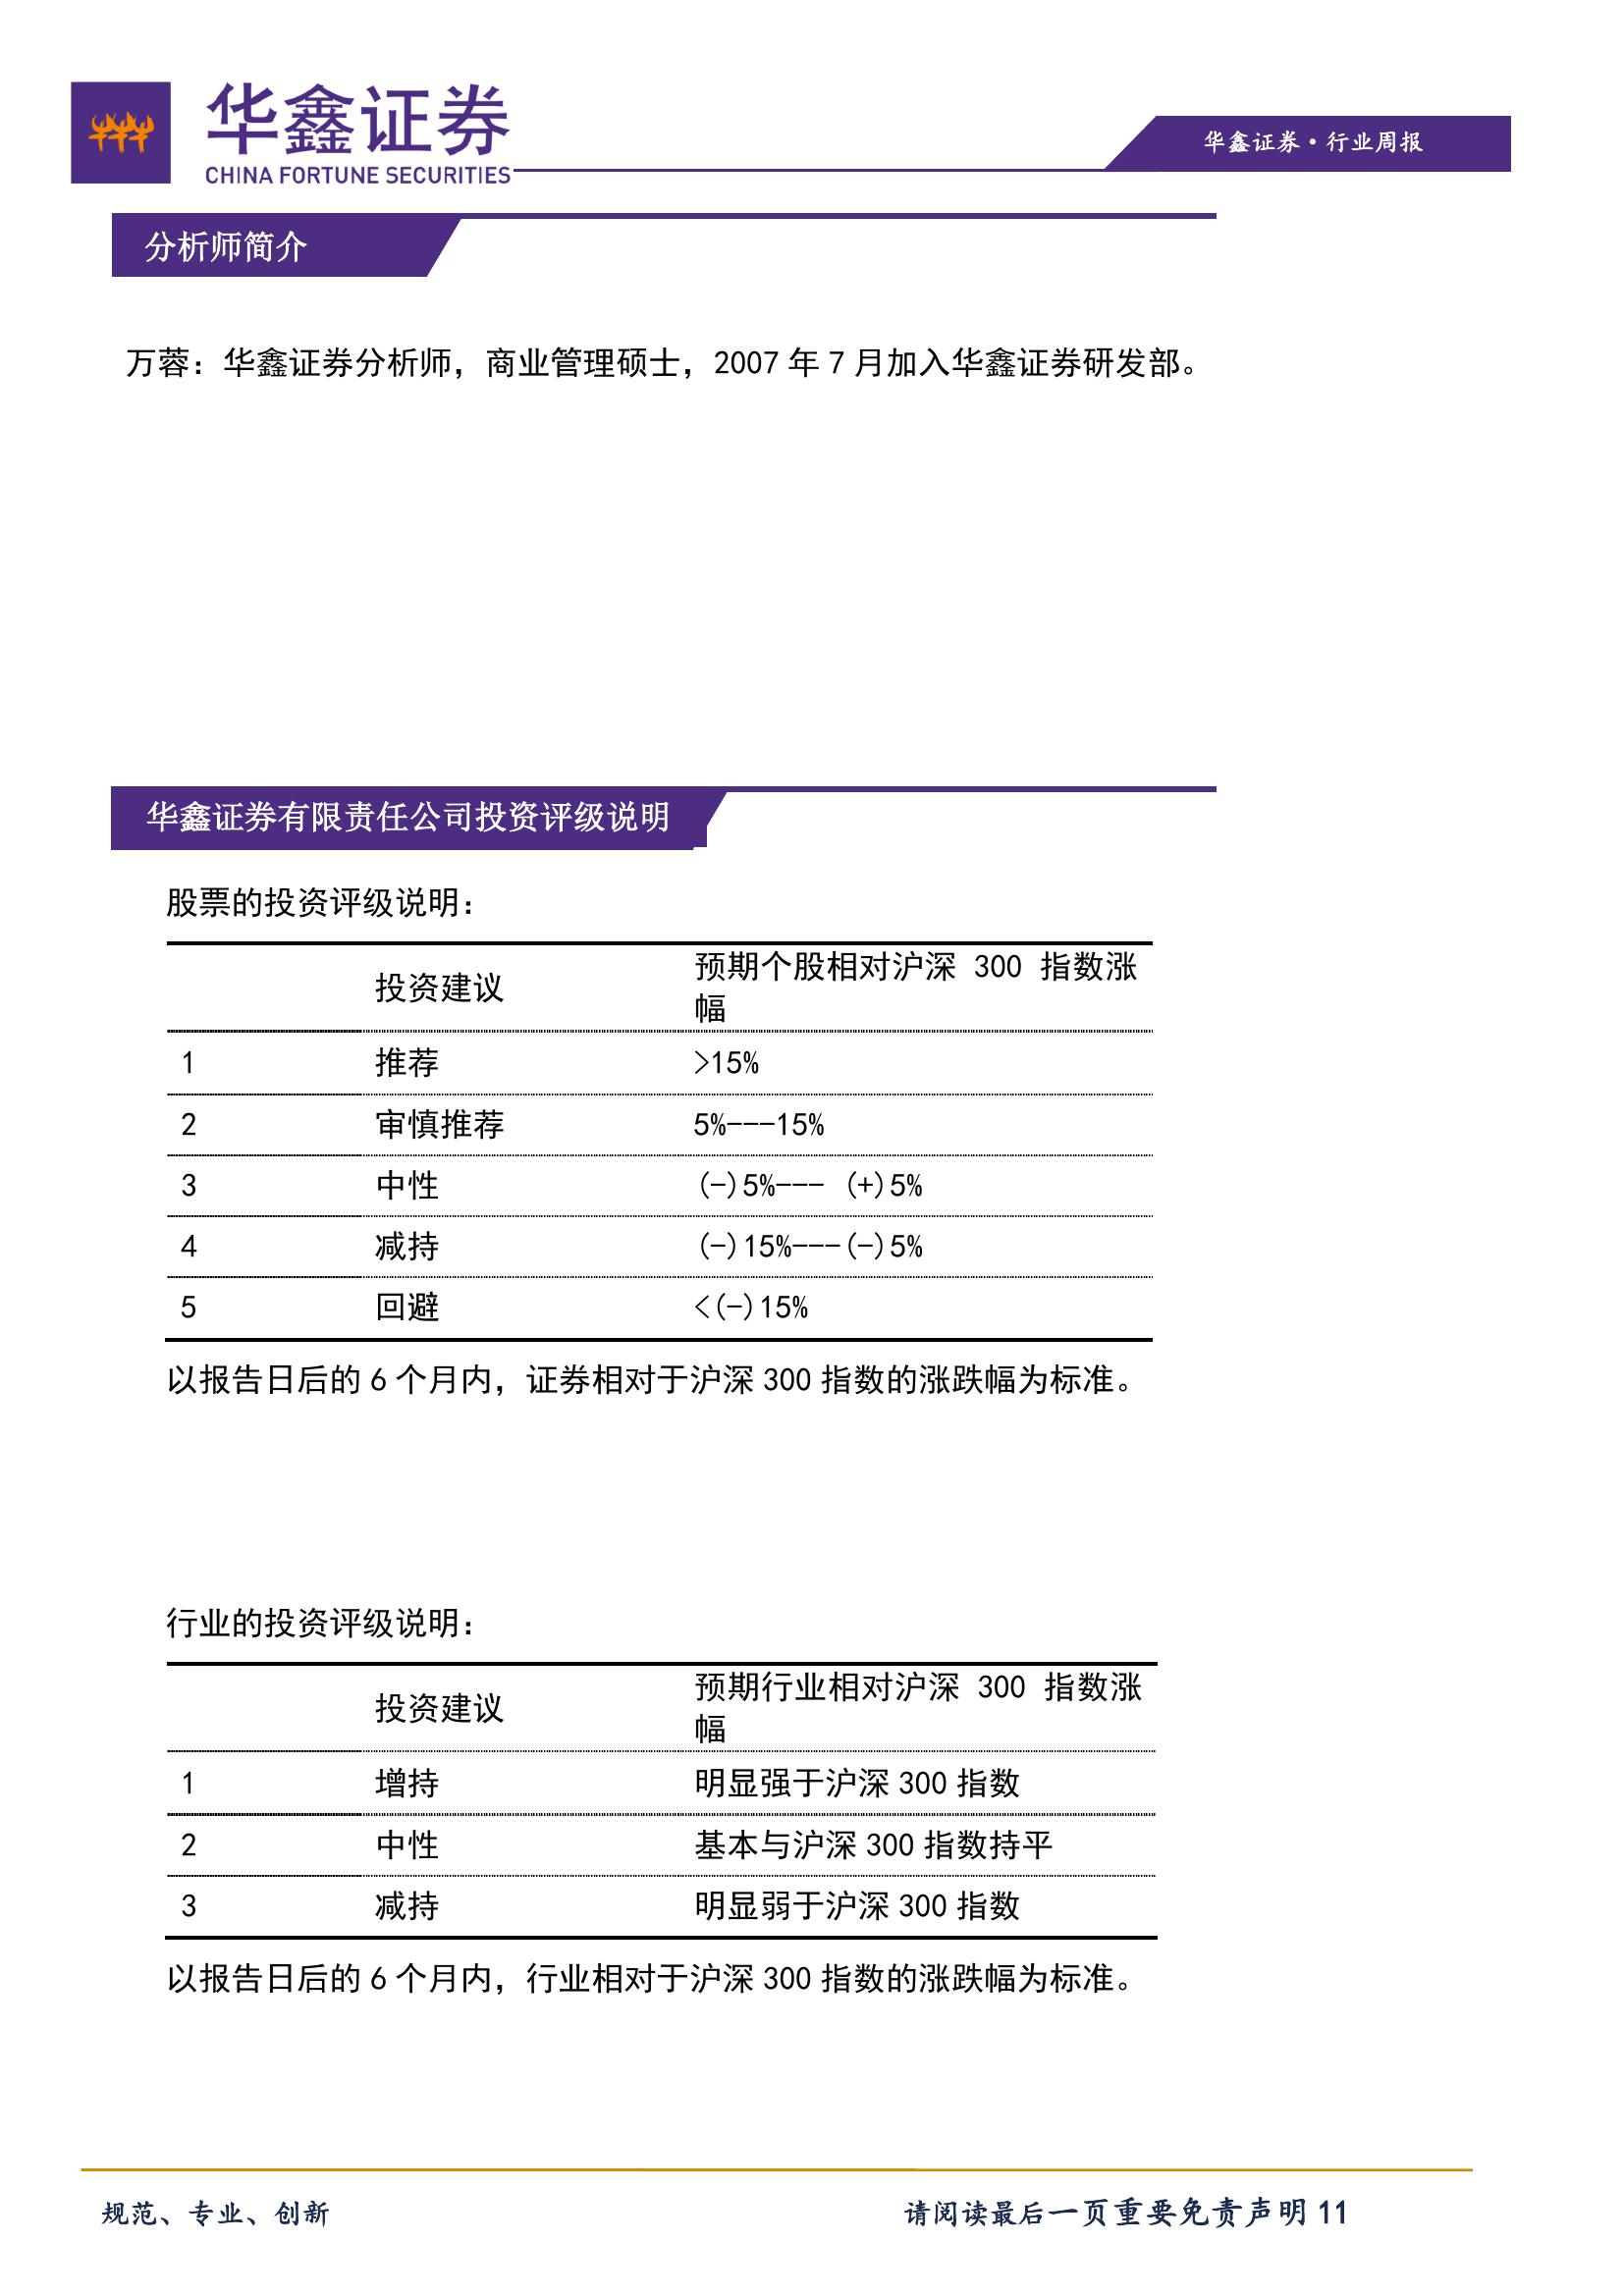 华鑫证券
CHINA FORTUNE SECURITIES
华鑫证券·行业周报
分析师简介
万蓉：华鑫证券分析师，商业管理硕士，2007 年 7 月加入华鑫证券研发部。
华鑫证券有限责任公司投资评级说明
股票的投资评级说明：
投资建议 预期个股相对沪深 300 指数涨
幅
1 推荐 >15%
2 审慎推荐 5%---15%
3 中性 (-)5%--- (+)5%
4 减持 (-)15%---(-)5%
5 回避 <(-)15%
以报告日后的 6 个月内，证券相对于沪深 300 指数的涨跌幅为标准。
行业的投资评级说明：
投资建议 预期行业相对沪深 300 指数涨
幅
1 增持 明显强于沪深 300 指数
2 中性 基本与沪深 300 指数持平
3 减持 明显弱于沪深 300 指数
以报告日后的 6 个月内，行业相对于沪深 300 指数的涨跌幅为标准。
规范、专业、创新 请阅读最后一页重要免责声明 11